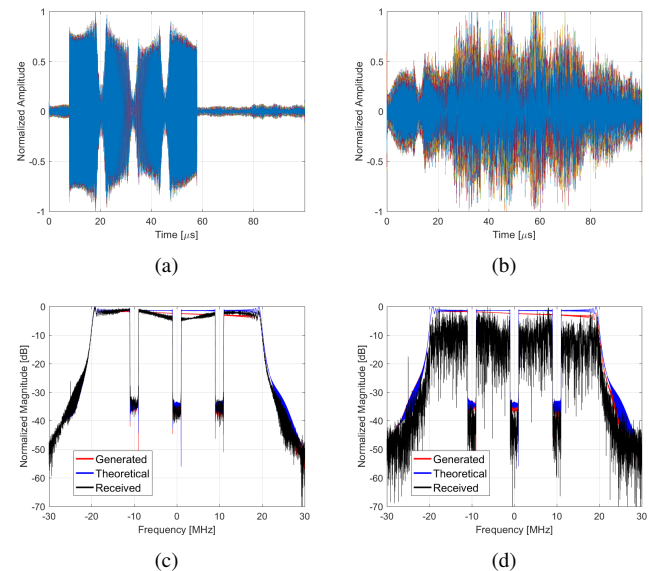 1
0.5
0
-0.5
-1
Normalized Amplitude
0 20 40 60 80
Time [μs]
(a)
1
0.5
0
-0.5
-1
Normalized Amplitude
0 20 40 60 80
Time [μs]
(b)
0
-10
-20
-30
-40
-50
-60
-70
Normalized Magnitude [dB]
Generated
Theoretical
Received
-30 -20 -10 0 10 20 30
Frequency [MHz]
(c)
0
-10
-20
-30
-40
-50
-60
-70
Normalized Magnitude [dB]
Generated
Theoretical
Received
-30 -20 -10 0 10 20 30
Frequency [MHz]
(d)